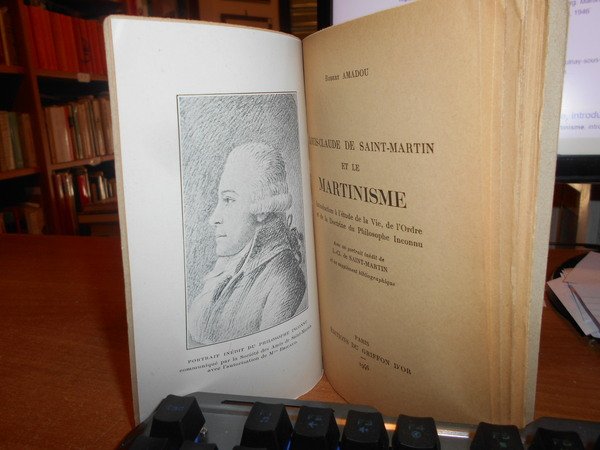 PORTRAIT INÉDIT DU PHILOSOPHE INCONNU
communiqué par la Société des Amis de Saint-Martin
avec l'autorisation de Mme
ROBERT AMADOU
LOUIS-CLAUDE DE SAINT-MARTIN
ET LE
MARTINISME
Introduction à l'étude de la Vie, de l'Ordre
et de la Doctrine du Philosophe Inconnu
Avec un portrait inédit de
L.-Cl. de SAINT-MARTIN
et un supplément bibliographique
PARIS
EDITIONS DU GRIFFON D'OR
1946
1946